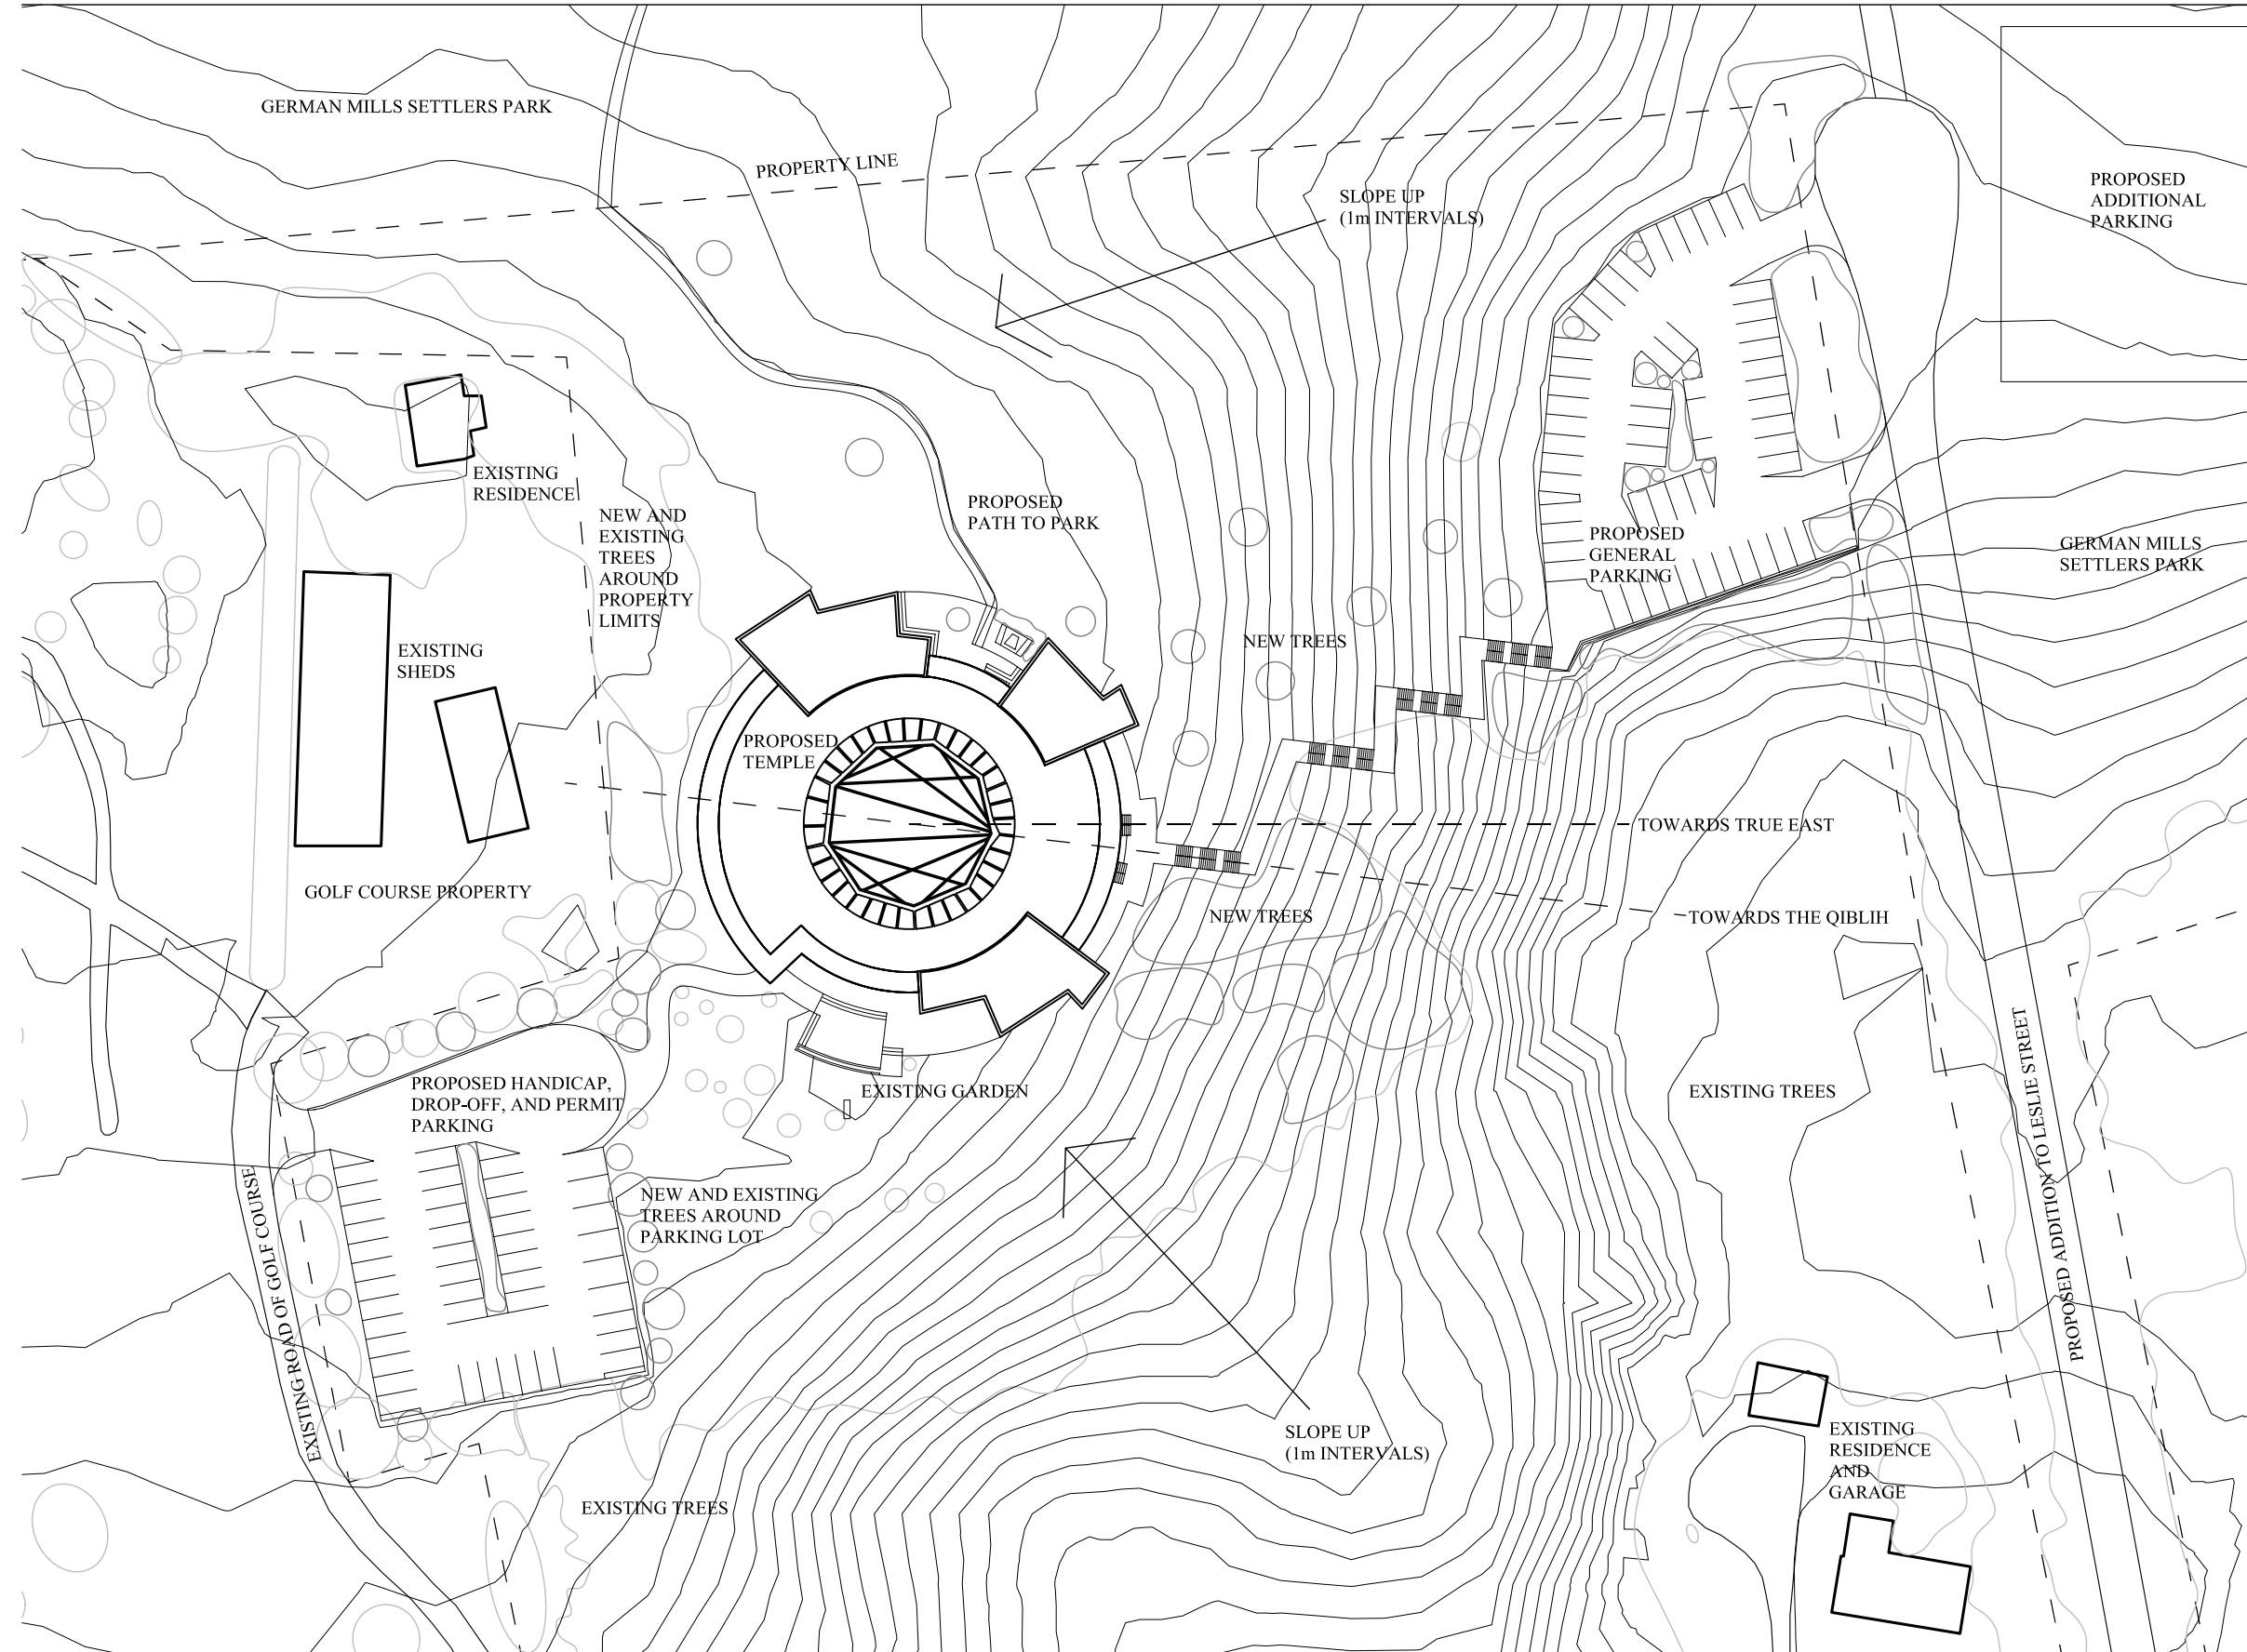 GERMAN MILLS SETTLERS PARK
PROPERTY LINE
SLOPE UP
(1m INTERVALS)
PROPOSED
ADDITIONAL
PARKING
EXISTING
RESIDENCE
NEW AND
EXISTING
TREES
AROUND
PROPERTY
LIMITS
PROPOSED
PATH TO PARK
PROPOSED
GENERAL
PARKING
GERMAN MILLS
SETTLERS PARK
EXISTING
SHEDS
NEW TREES
PROPOSED
TEMPLE
TOWARDS TRUE EAST
GOLF COURSE PROPERTY
NEW TREES
TOWARDS THE QIBLIH
PROPOSED HANDICAP,
DROP-OFF, AND PERMIT
PARKING
EXISTING GARDEN
EXISTING TREES
PROPOSED ADDITION TO LESLIE STREET
EXISTING ROAD OF GOLF COURSE
NEW AND EXISTING
TREES AROUND
PARKING LOT
SLOPE UP
(1m INTERVALS)
EXISTING
RESIDENCE
AND
GARAGE
EXISTING TREES